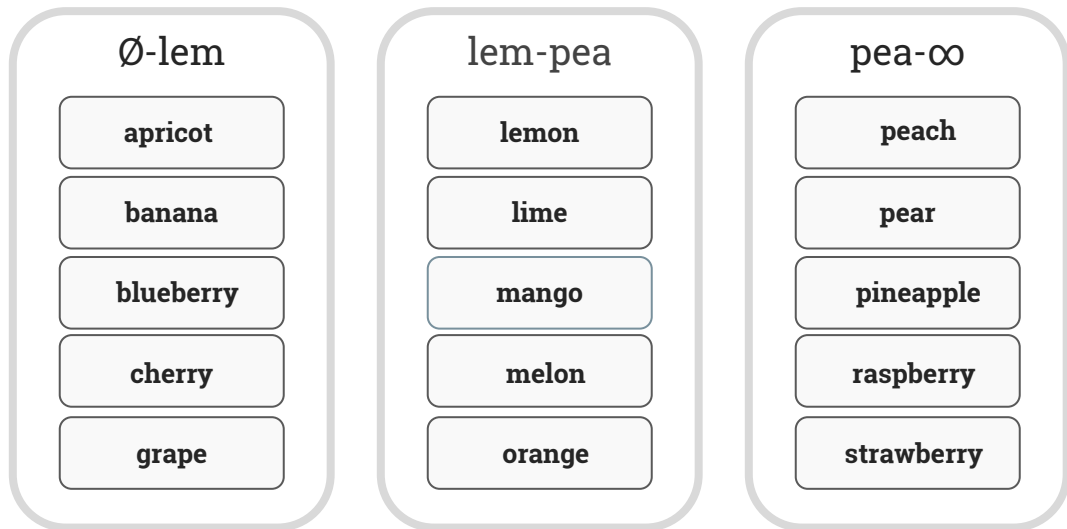 Ø-lem
apricot
banana
blueberry
cherry
grape
lem-pea
lemon
lime
mango
melon
orange
pea-∞
peach
pear
pineapple
raspberry
strawberry